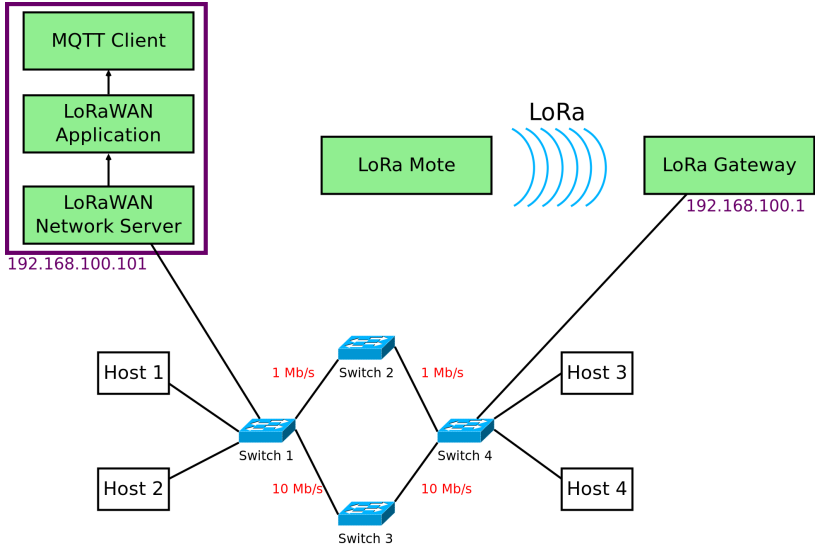 MQTT Client
LoRaWAN
Application
LoRaWAN
Network Server
192.168.100.101
LoRa
LoRa Mote
LoRa Gateway
192.168.100.1
Host 1
1 Mb/s
Switch 2
1 Mb/s
Host 3
Switch 1
Switch 4
Host 2
10 Mb/s
10 Mb/s
Host 4
Switch 3